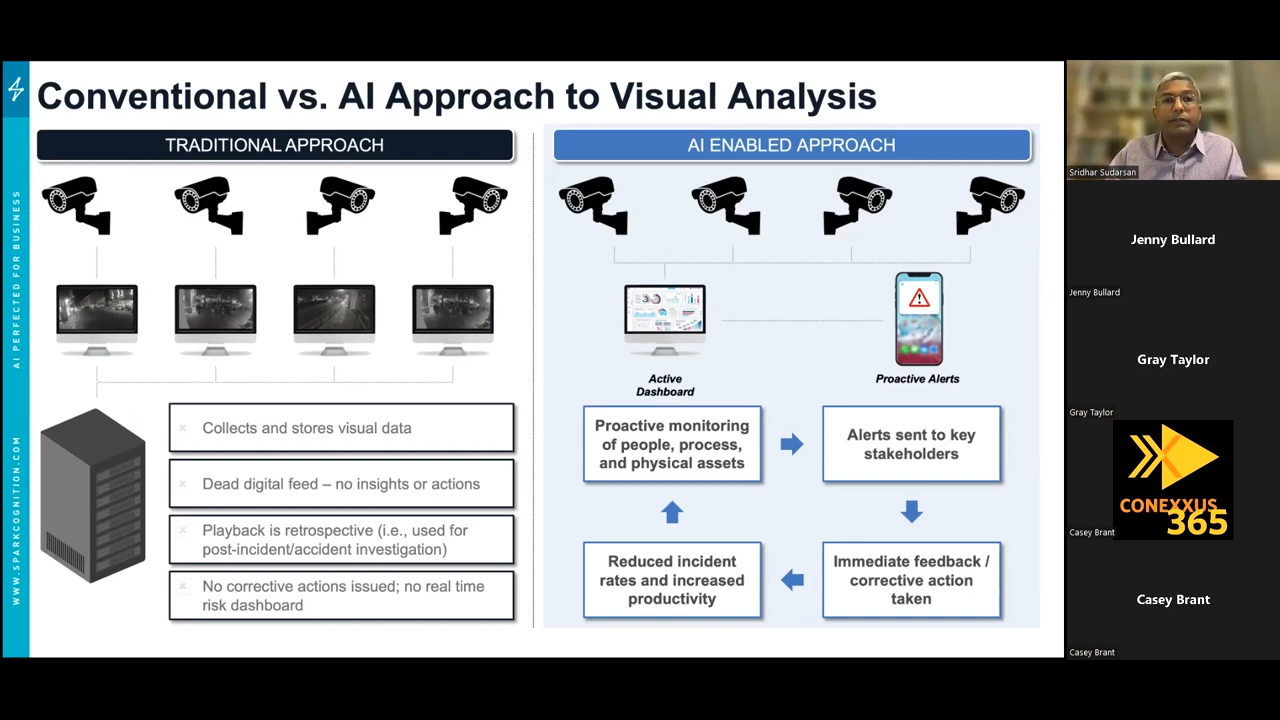 Conventional vs. AI Approach to Visual Analysis
AI PERFECTED FOR BUSINESS
WWW.SPARKCOGNITION.COM
TRADITIONAL APPROACH
Collects and stores visual data
Dead digital feed – no insights or actions
Playback is retrospective (i.e., used for
post-incident/accident investigation)
No corrective actions issued; no real time
risk dashboard
AI ENABLED APPROACH
Active
Dashboard
Proactive Alerts
Proactive monitoring
of people, process,
and physical assets
Alerts sent to key
stakeholders
Reduced incident
rates and increased
productivity
Immediate feedback /
corrective action
taken
Sridhar Sudarsan
Jenny Bullard
Jenny Bullard
Gray Taylor
Gray Taylor
CONEXXUS
365
Casey Brant
Casey Brant
Casey Brant